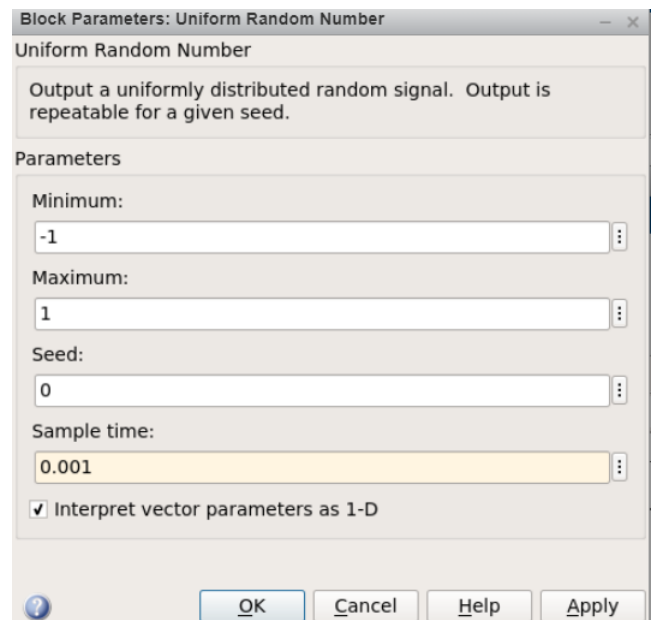 Block Parameters: Uniform Random Number
Uniform Random Number
Output a uniformly distributed random signal. Output is
repeatable for a given seed.
Parameters
Minimum:
-1
Maximum:
1
Seed:
0
Sample time:
0.001
Interpret vector parameters as 1-D
OK Cancel Help Apply